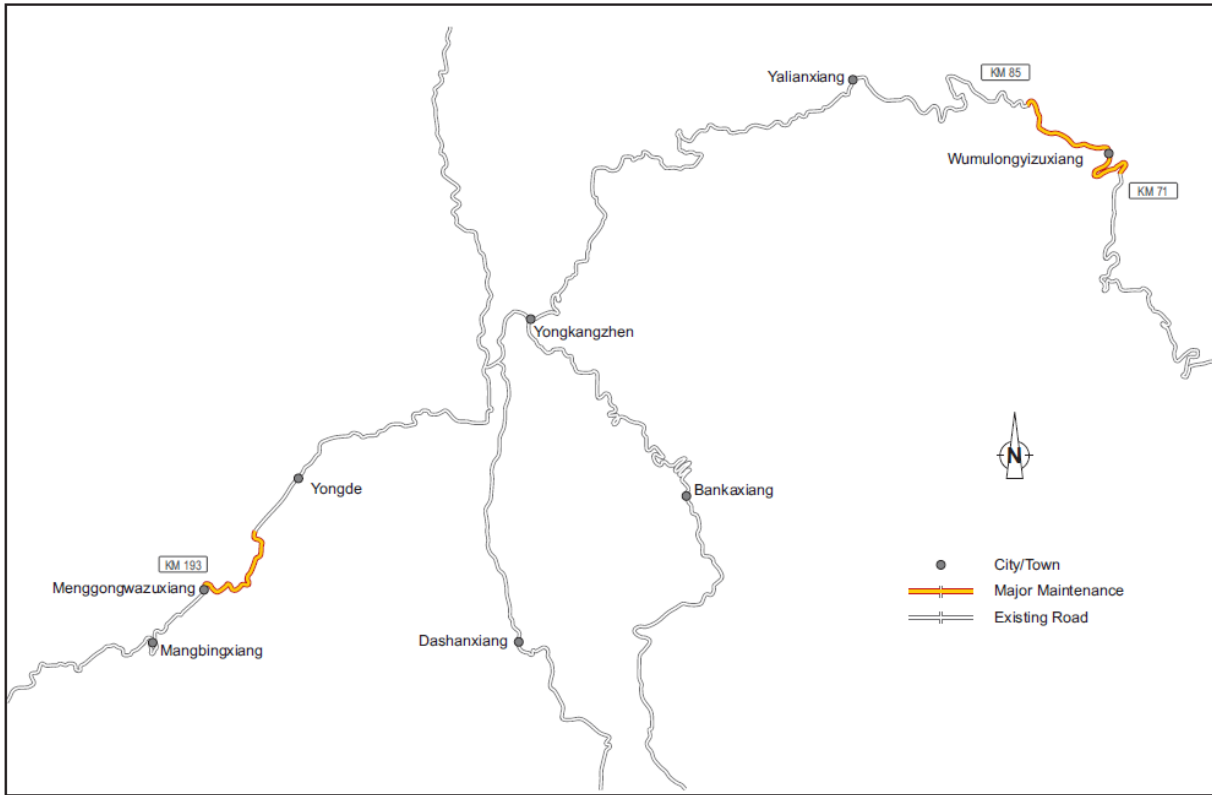 KM 85
Yalianxiang
Wumulongyizuxiang
KM 71
Yongkangzhen
N
Yongde
Bankaxiang
KM 193
City/Town
Menggongwazuxiang
Major Maintenance
Existing Road
Dashanxiang
Mangbingxiang